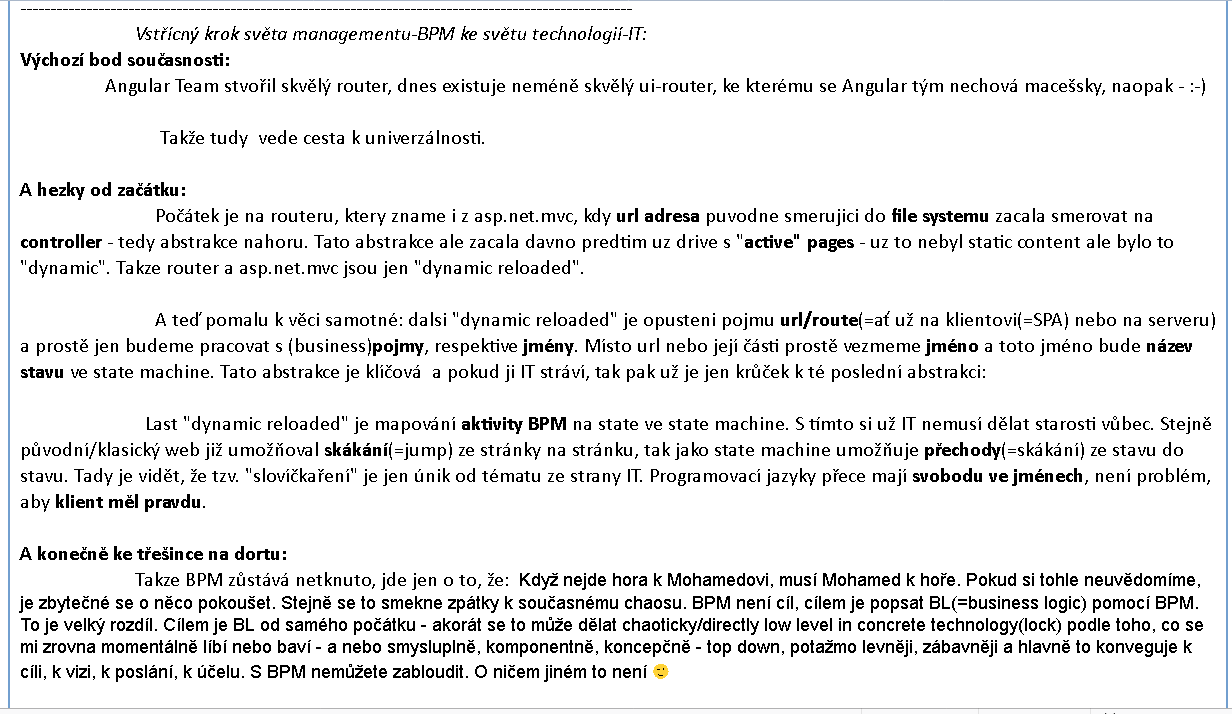 --------------------------------------------------------------------------------------------------------
Vstřícný krok světa managementu-BPM ke světu technologií-IT:
Výchozí bod současnosti:
Angular Team stvořil skvělý router, dnes existuje neméně skvělý ui-router, ke kterému se Angular tým nechová macešsky, naopak - :-)
Takže tudy  vede cesta k univerzálnosti.
A hezky od začátku:
Počátek je na routeru, ktery zname i z asp.net.mvc, kdy url adresa puvodne smerujici do file systemu zacala smerovat na
controller - tedy abstrakce nahoru. Tato abstrakce ale zacala davno predtim uz drive s "active" pages - uz to nebyl static content ale bylo to
"dynamic". Takze router a asp.net.mvc jsou jen "dynamic reloaded".
A teď pomalu k věci samotné: dalsi "dynamic reloaded" je opusteni pojmu url/route(=ať už na klientovi(=SPA) nebo na serveru)
a prostě jen budeme pracovat s (business)pojmy, respektive jmény. Místo url nebo její části prostě vezmeme jméno a toto jméno bude název
stavu ve state machine. Tato abstrakce je klíčová  a pokud ji IT stráví, tak pak už je jen krůček k té poslední abstrakci:
Last "dynamic reloaded" je mapování aktivity BPM na state ve state machine. S tímto si už IT nemusí dělat starosti vůbec. Stejně
původní/klasický web již umožňoval skákání(=jump) ze stránky na stránku, tak jako state machine umožňuje přechody(=skákání) ze stavu do
stavu. Tady je vidět, že tzv. "slovíčkaření" je jen únik od tématu ze strany IT. Programovací jazyky přece mají svobodu ve jménech, není problém,
aby klient měl pravdu.
A konečně ke třešince na dortu:
Takze BPM zůstává netknuto, jde jen o to, že:  Když nejde hora k Mohamedovi, musí Mohamed k hoře. Pokud si tohle neuvědomíme,
je zbytečné se o něco pokoušet. Stejně se to smekne zpátky k současnému chaosu. BPM není cíl, cílem je popsat BL(=business logic) pomocí BPM.
To je velký rozdíl. Cílem je BL od samého počátku - akorát se to může dělat chaoticky/directly low level in concrete technology(lock) podle toho, co se
mi zrovna momentálně líbí nebo baví - a nebo smysluplně, komponentně, koncepčně - top down, potažmo levněji, zábavněji a hlavně to konveguje k
cíli, k vizi, k poslání, k účelu. S BPM nemůžete zabloudit. O ničem jiném to není